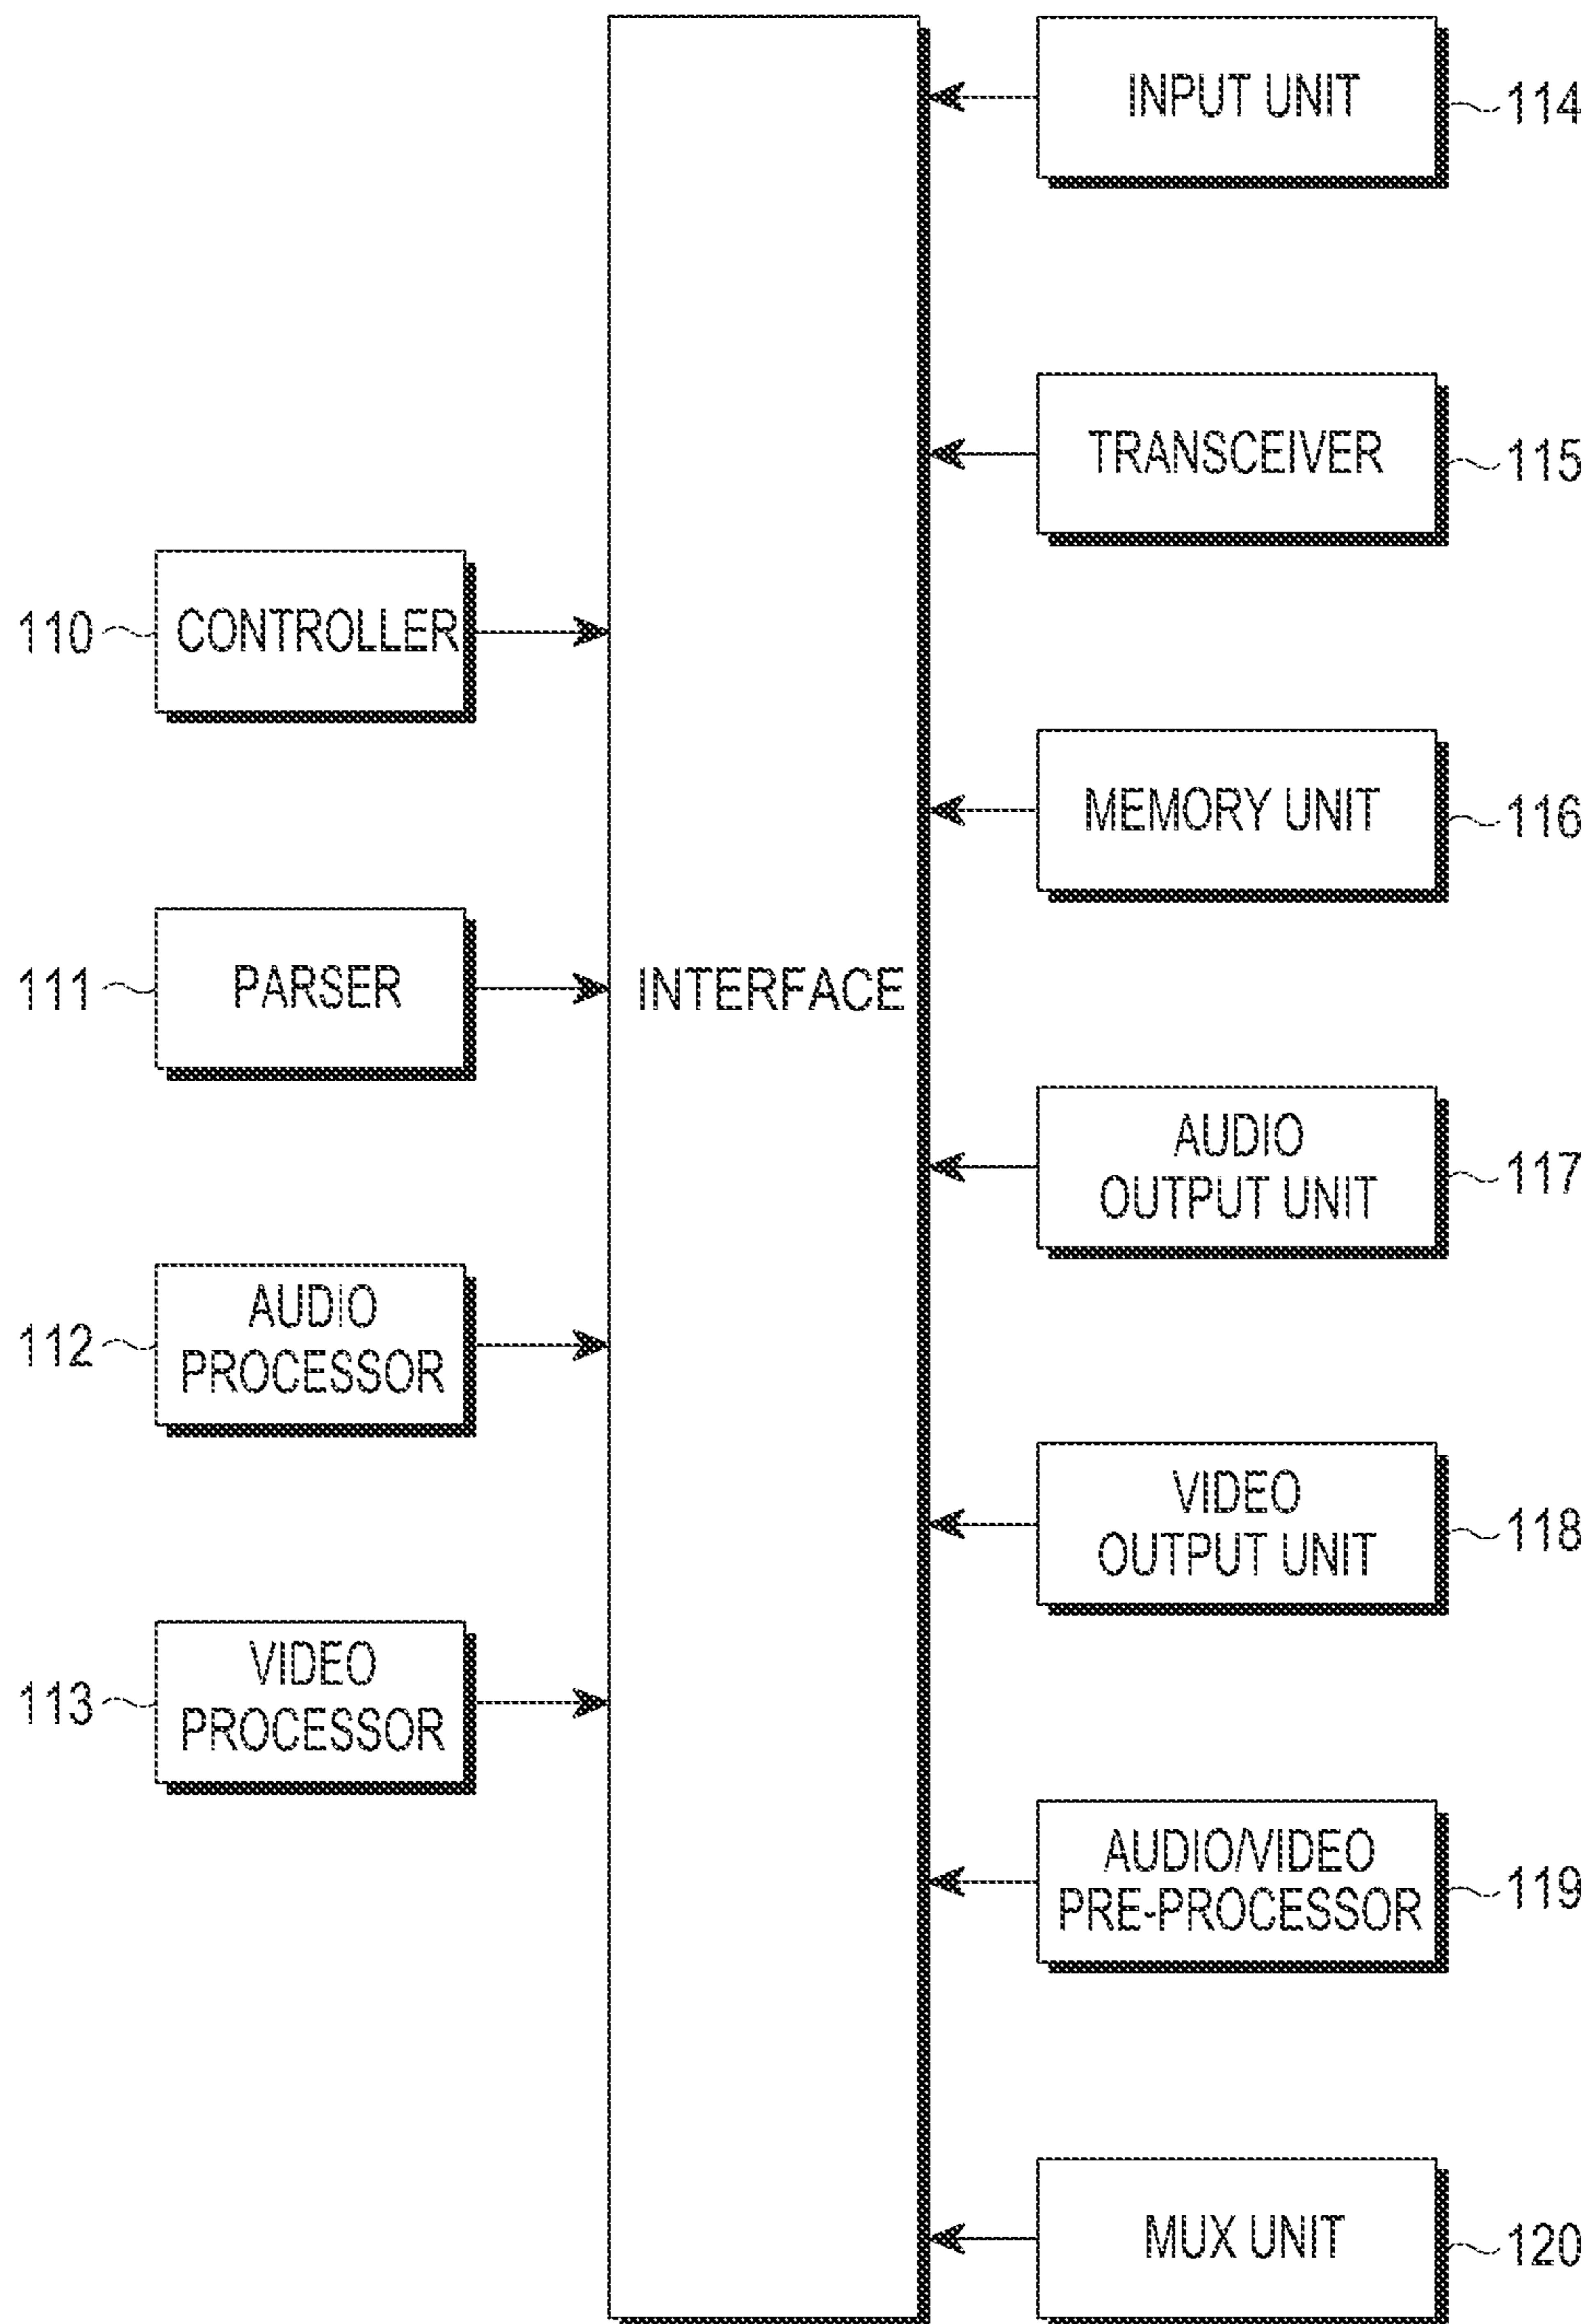 INPUT UNIT
114
TRANSCEIVER
115
110
CONTROLLER
MEMORY UNIT
116
111
PARSER
INTERFACE
AUDIO
OUTPUT UNIT
117
112
AUDIO
PROCESSOR
VIDEO
OUTPUT UNIT
118
113
VIDEO
PROCESSOR
AUDIO/VIDEO
PRE-PROCESSOR
119
MUX UNIT
120